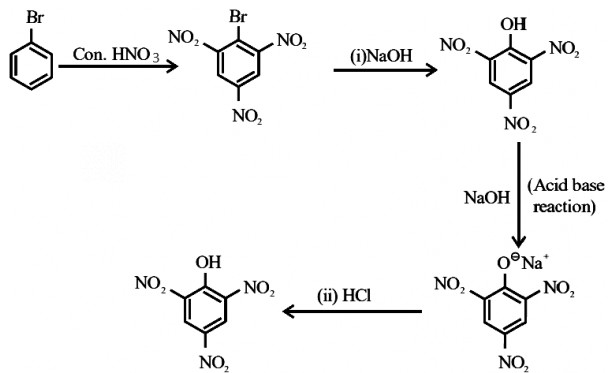 Br
Con. HNO3
Br
NO2 NO2
NO2
(i)NaOH
OH
NO2 NO2
NO2
NaOH (Acid base
reaction)
O⊖Na+
NO2 NO2
NO2
(ii) HCl
OH
NO2 NO2
NO2